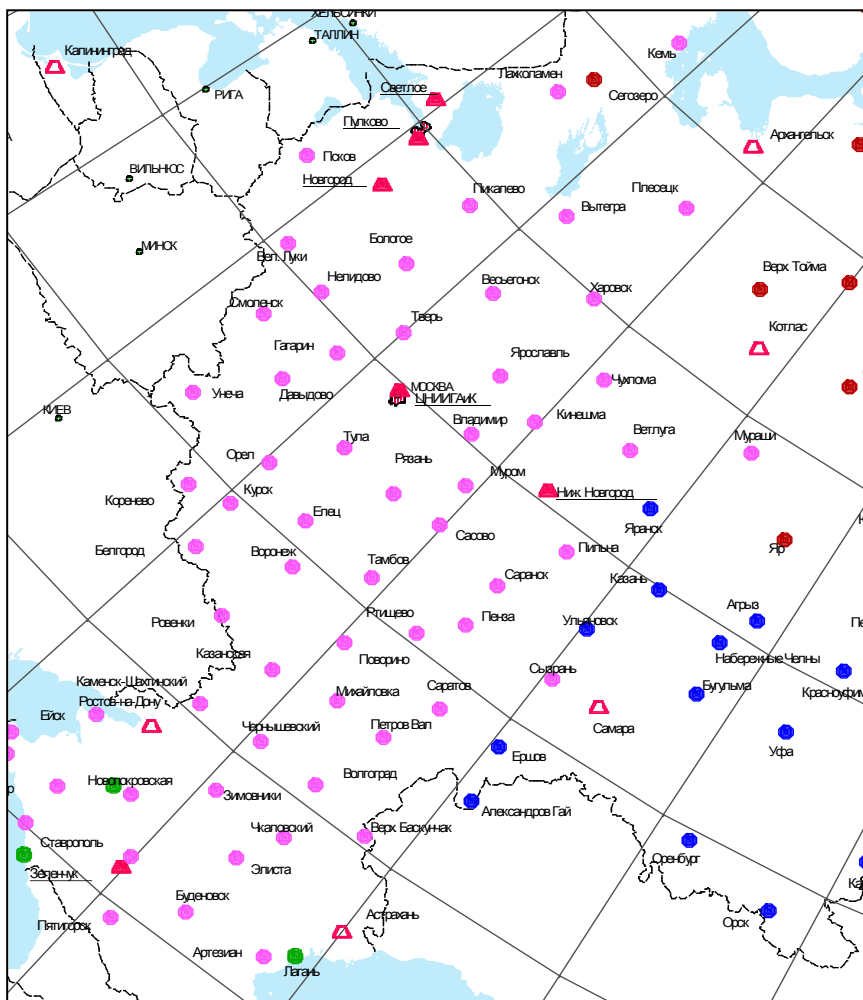 ХЕЛЬСИНКИ
ТАЛЛИН
Калининград
Кемь
Лажколамен
Светлое
Сегозеро
РИГА
Пулково
Архангельск
Псков
ВИЛЬНЮС
Новгород
Пикалево
Плесецк
Вытегра
МИНСК
Бологое
Вел. Луки
Верх. Тойма
Нелидово
Весьегонск
Харовск
Смоленск
Тверь
Котлас
Гагарин
Ярославль
Чухлома
Унеча
Давыдово
МОСКВА
ЦНИИГАиК
КИЕВ
Владимир
Кинешма
Ветлуга
Мураши
Тула
Орел
Рязань
Муром
Коренево
Курск
Ниж. Новгород
Елец
Яранск
Белгород
Воронеж
Сасово
Яр
Тамбов
Пильна
Саранск
Казань
Агрыз
Ровенки
Ртищево
Пенза
Ульяновск
Казанская
Поворино
Набережные Челны
Каменск-Шахтинский
Сызрань
Бугульма
Красноуфим
Ростов-на-Дону
Михайловка
Саратов
Ейск
Самара
Чернышевский
Петров Вал
Ершов
Уфа
Новопокровская
Волгоград
Зимовники
Александров Гай
Чкаловский
Верх. Баскунчак
Ставрополь
Оренбург
Зеленчук
Элиста
Буденовск
Астрахань
Орск
Пятигорск
Артезиан
Лагань